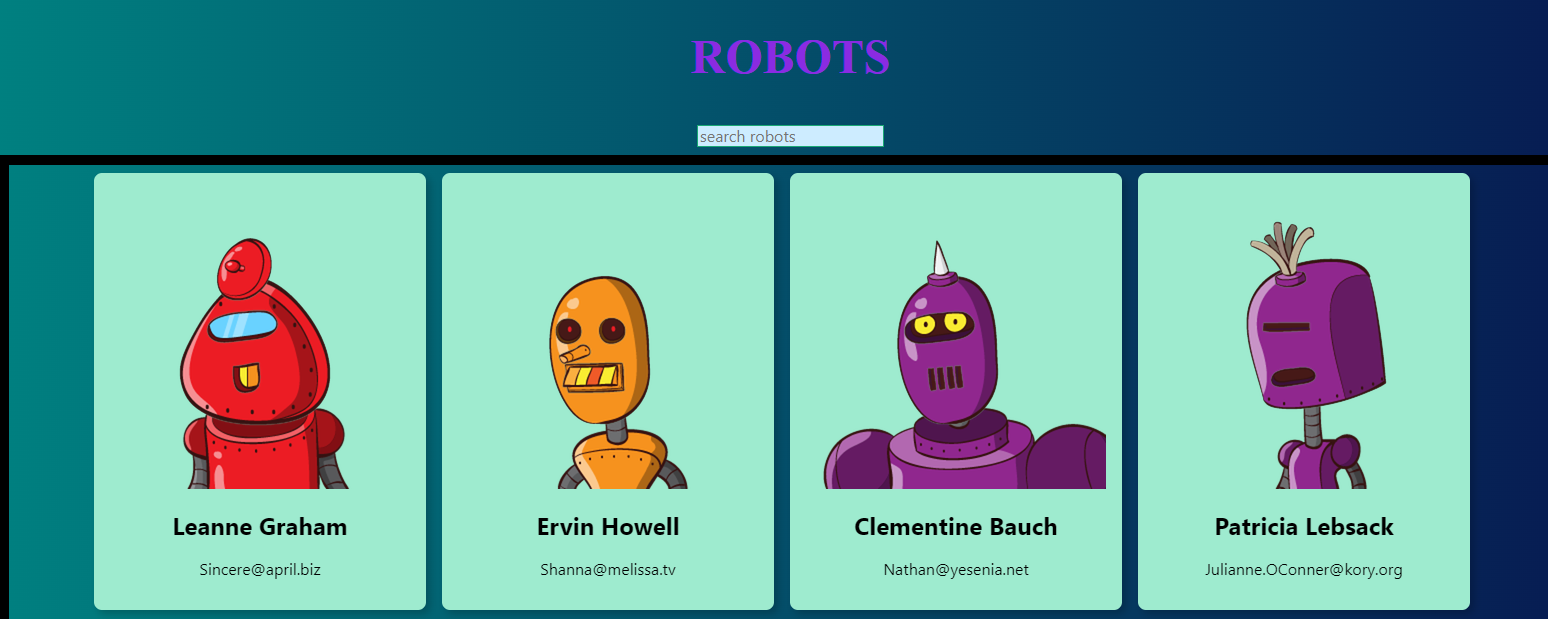 ROBOTS
search robots
Leanne Graham
Sincere@april.biz
Ervin Howell
Shanna@melissa.tv
Clementine Bauch
Nathan@yesenia.net
Patricia Lebsack
Julianne.OConner@kory.org